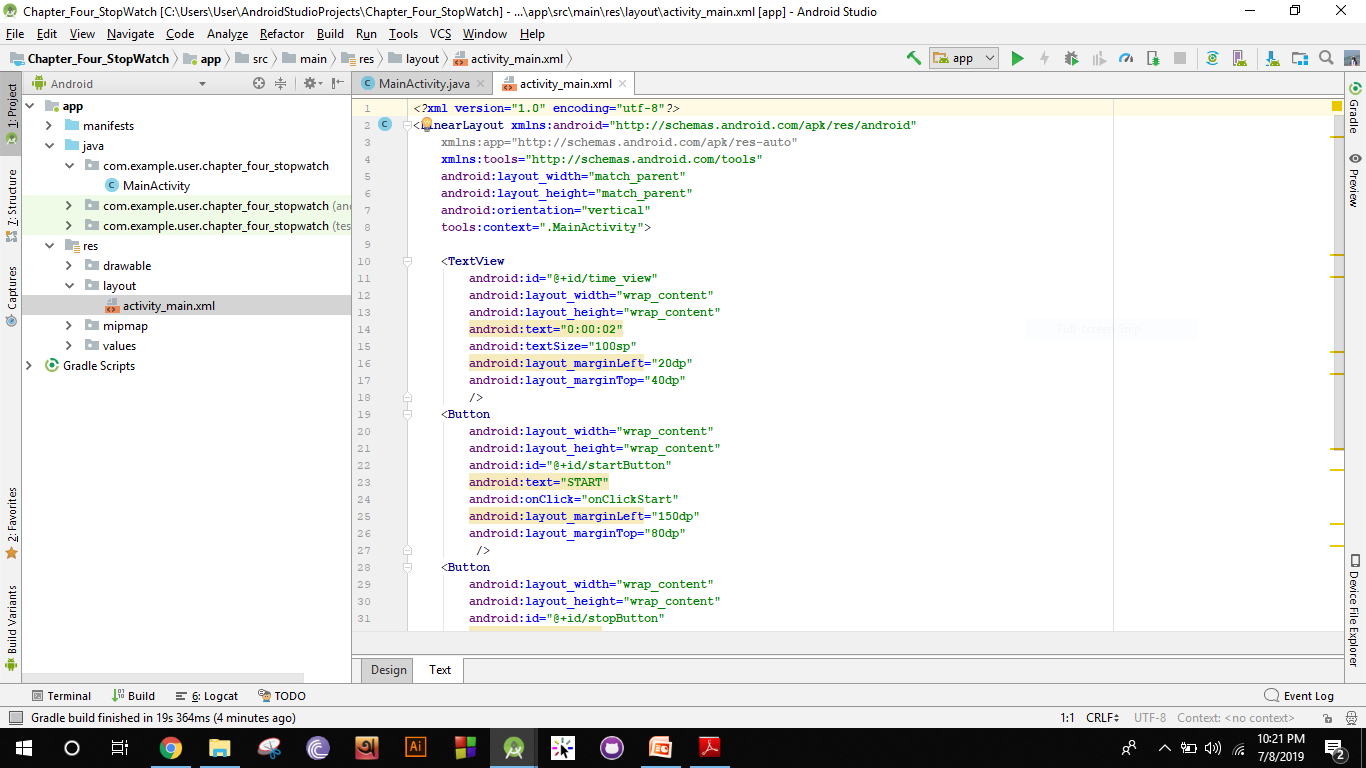 Chapter_Four_StopWatch [C:\Users\User\AndroidStudioProjects\Chapter_Four_StopWatch] - ...\app\src\main\res\layout\activity_main.xml [app] - Android Studio
File Edit View Navigate Code Analyze Refactor Build Run Tools VCS Window Help
Chapter_Four_StopWatch app src main res layout activity_main.xml app
1: Project
7: Structure
Captures
2: Favorites
Build Variants
Android
app
manifests
java
com.example.user.chapter_four_stopwatch
MainActivity
com.example.user.chapter_four_stopwatch (and
com.example.user.chapter_four_stopwatch (tes
res
drawable
layout
activity_main.xml
mipmap
values
Gradle Scripts
MainActivity.java activity_main.xml
1 <?xml version="1.0" encoding="utf-8"?>
2 <LinearLayout xmlns:android="http://schemas.android.com/apk/res/android"
3 xmlns:app="http://schemas.android.com/apk/res-auto"
4 xmlns:tools="http://schemas.android.com/tools"
5 android:layout_width="match_parent"
6 android:layout_height="match_parent"
7 android:orientation="vertical"
8 tools:context=".MainActivity">
9
10 <TextView
11 android:id="@+id/time_view"
12 android:layout_width="wrap_content"
13 android:layout_height="wrap_content"
14 android:text="0:00:02"
15 android:textSize="100sp"
16 android:layout_marginLeft="20dp"
17 android:layout_marginTop="40dp"
18 />
19 <Button
20 android:layout_width="wrap_content"
21 android:layout_height="wrap_content"
22 android:id="@+id/startButton"
23 android:text="START"
24 android:onClick="onClickStart"
25 android:layout_marginLeft="150dp"
26 android:layout_marginTop="80dp"
27 />
28 <Button
29 android:layout_width="wrap_content"
30 android:layout_height="wrap_content"
31 android:id="@+id/stopButton"
Gradle
Preview
Device File Explorer
Design Text
Terminal Build 6: Logcat TODO Event Log
Gradle build finished in 19s 364ms (4 minutes ago) 1:1 CRLF UTF-8 Context: <no context>
Ai
10:21 PM
7/8/2019
2